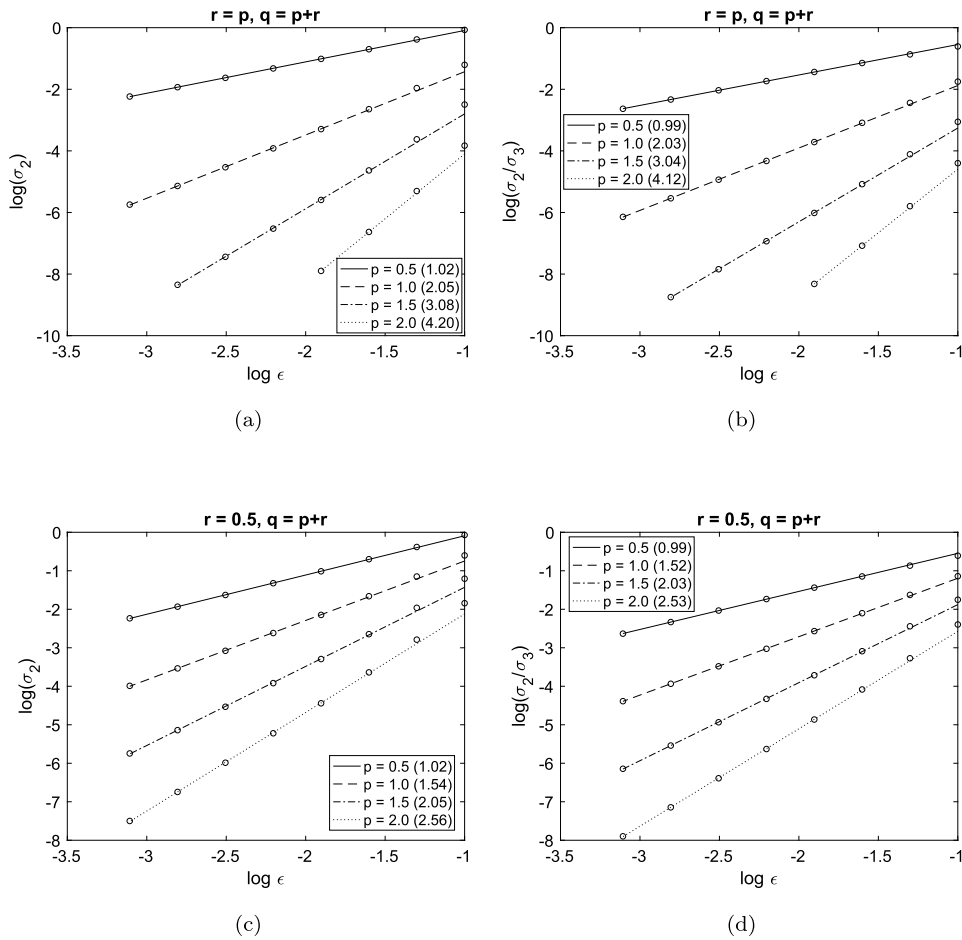 r = p, q = p+r
r = p, q = p+r
0
-2
-4
-6
-8
-10
log(σ2)
-3.5 -3 -2.5 -2 -1.5 -1
log ϵ
p = 0.5 (1.02)
p = 1.0 (2.05)
p = 1.5 (3.08)
p = 2.0 (4.20)
(a)
0
-2
-4
-6
-8
-10
log(σ2/σ3)
p = 0.5 (0.99)
p = 1.0 (2.03)
p = 1.5 (3.04)
p = 2.0 (4.12)
-3.5 -3 -2.5 -2 -1.5 -1
log ϵ
(b)
r = 0.5, q = p+r
0
-1
-2
-3
-4
-5
-6
-7
-8
log(σ2)
p = 0.5 (1.02)
p = 1.0 (1.54)
p = 1.5 (2.05)
p = 2.0 (2.56)
-3.5 -3 -2.5 -2 -1.5 -1
log ϵ
(c)
r = 0.5, q = p+r
0
-1
-2
-3
-4
-5
-6
-7
-8
log(σ2/σ3)
p = 0.5 (0.99)
p = 1.0 (1.52)
p = 1.5 (2.03)
p = 2.0 (2.53)
-3.5 -3 -2.5 -2 -1.5 -1
log ϵ
(d)